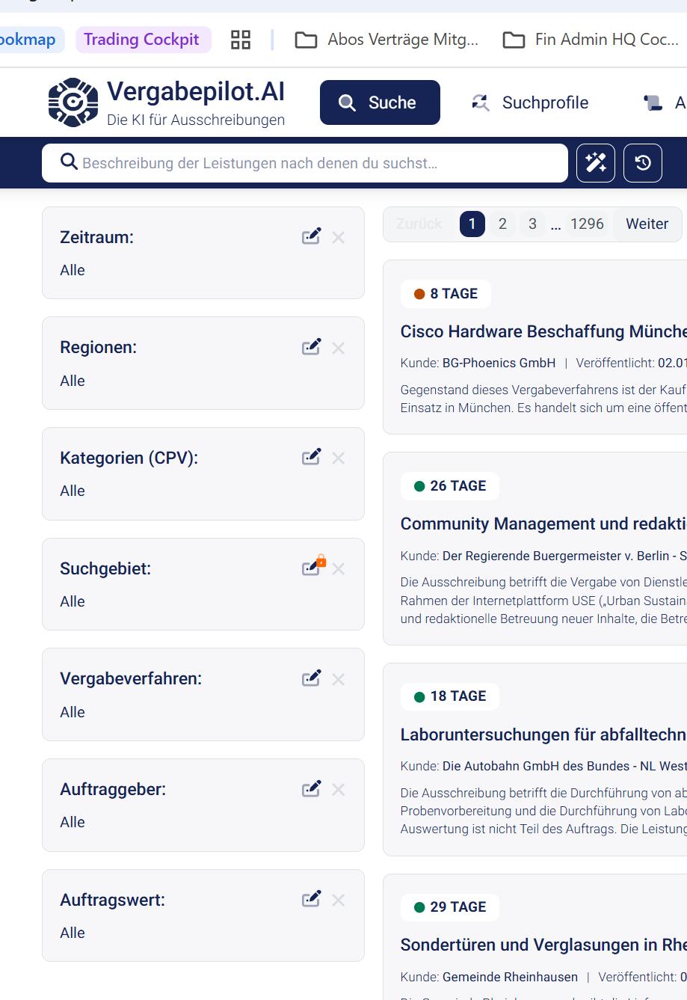 ookmap
Trading Cockpit
Abos Verträge Mitg...
Fin Admin HQ Coc...
Vergabepilot.AI
Die KI für Ausschreibungen
Suche
Suchprofile
A
Beschreibung der Leistungen nach denen du suchst...
Zeitraum:
Alle
Regionen:
Alle
Kategorien (CPV):
Alle
Suchgebiet:
Alle
Vergabeverfahren:
Alle
Auftraggeber:
Alle
Auftragswert:
Alle
Zurück 1 2 3 ... 1296 Weiter
8 TAGE
Cisco Hardware Beschaffung Münche
Kunde: BG-Phoenics GmbH | Veröffentlicht: 02.01
Gegenstand dieses Vergabeverfahrens ist der Kauf
Einsatz in München. Es handelt sich um eine öffent
26 TAGE
Community Management und redakti
Kunde: Der Regierende Buergermeister v. Berlin - S
Die Ausschreibung betrifft die Vergabe von Dienstle
Rahmen der Internetplattform USE („Urban Sustain
und redaktionelle Betreuung neuer Inhalte, die Betre
18 TAGE
Laboruntersuchungen für abfalltechn
Kunde: Die Autobahn GmbH des Bundes - NL West
Die Ausschreibung betrifft die Durchführung von ab
Probenvorbereitung und die Durchführung von Labo
Auswertung ist nicht Teil des Auftrags. Die Leistung
29 TAGE
Sondertüren und Verglasungen in Rhe
Kunde: Gemeinde Rheinhausen | Veröffentlicht: 0